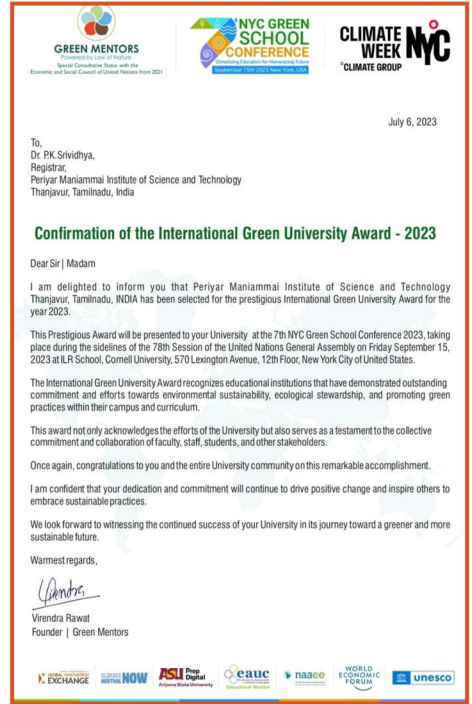 GREEN MENTORS
Powered by Law of Nature
Special Consultative Status with the
Economic and Social Council of United Nations from 2021
NYC GREEN
SCHOOL
CONFERENCE
Climatizing Education for Humanizing Future
September 15th 2023 New York, USA
CLIMATE
WEEK NYC
°CLIMATE GROUP
July 6, 2023
To,
Dr. P.K.Srividhya,
Registrar,
Periyar Maniammai Institute of Science and Technology
Thanjavur, Tamilnadu, India
Confirmation of the International Green University Award - 2023
Dear Sir | Madam
I am delighted to inform you that Periyar Maniammai Institute of Science and Technology
Thanjavur, Tamilnadu, INDIA has been selected for the prestigious International Green University Award for the
year 2023.
This Prestigious Award will be presented to your University at the 7th NYC Green School Conference 2023, taking
place during the sidelines of the 78th Session of the United Nations General Assembly on Friday September 15,
2023 at ILR School, Cornell University, 570 Lexington Avenue, 12th Floor, New York City of United States.
The International Green University Award recognizes educational institutions that have demonstrated outstanding
commitment and efforts towards environmental sustainability, ecological stewardship, and promoting green
practices within their campus and curriculum.
This award not only acknowledges the efforts of the University but also serves as a testament to the collective
commitment and collaboration of faculty, staff, students, and other stakeholders.
Once again, congratulations to you and the entire University community on this remarkable accomplishment.
I am confident that your dedication and commitment will continue to drive positive change and inspire others to
embrace sustainable practices.
We look forward to witnessing the continued success of your University in its journey toward a greener and more
sustainable future.
Warmest regards,
Virendra
Virendra Rawat
Founder | Green Mentors
EXCHANGE
CLIMATE NEUTRAL NOW
ASU Prep Digital
Arizona State University
eauc
naaee
WORLD
ECONOMIC
FORUM
unesco